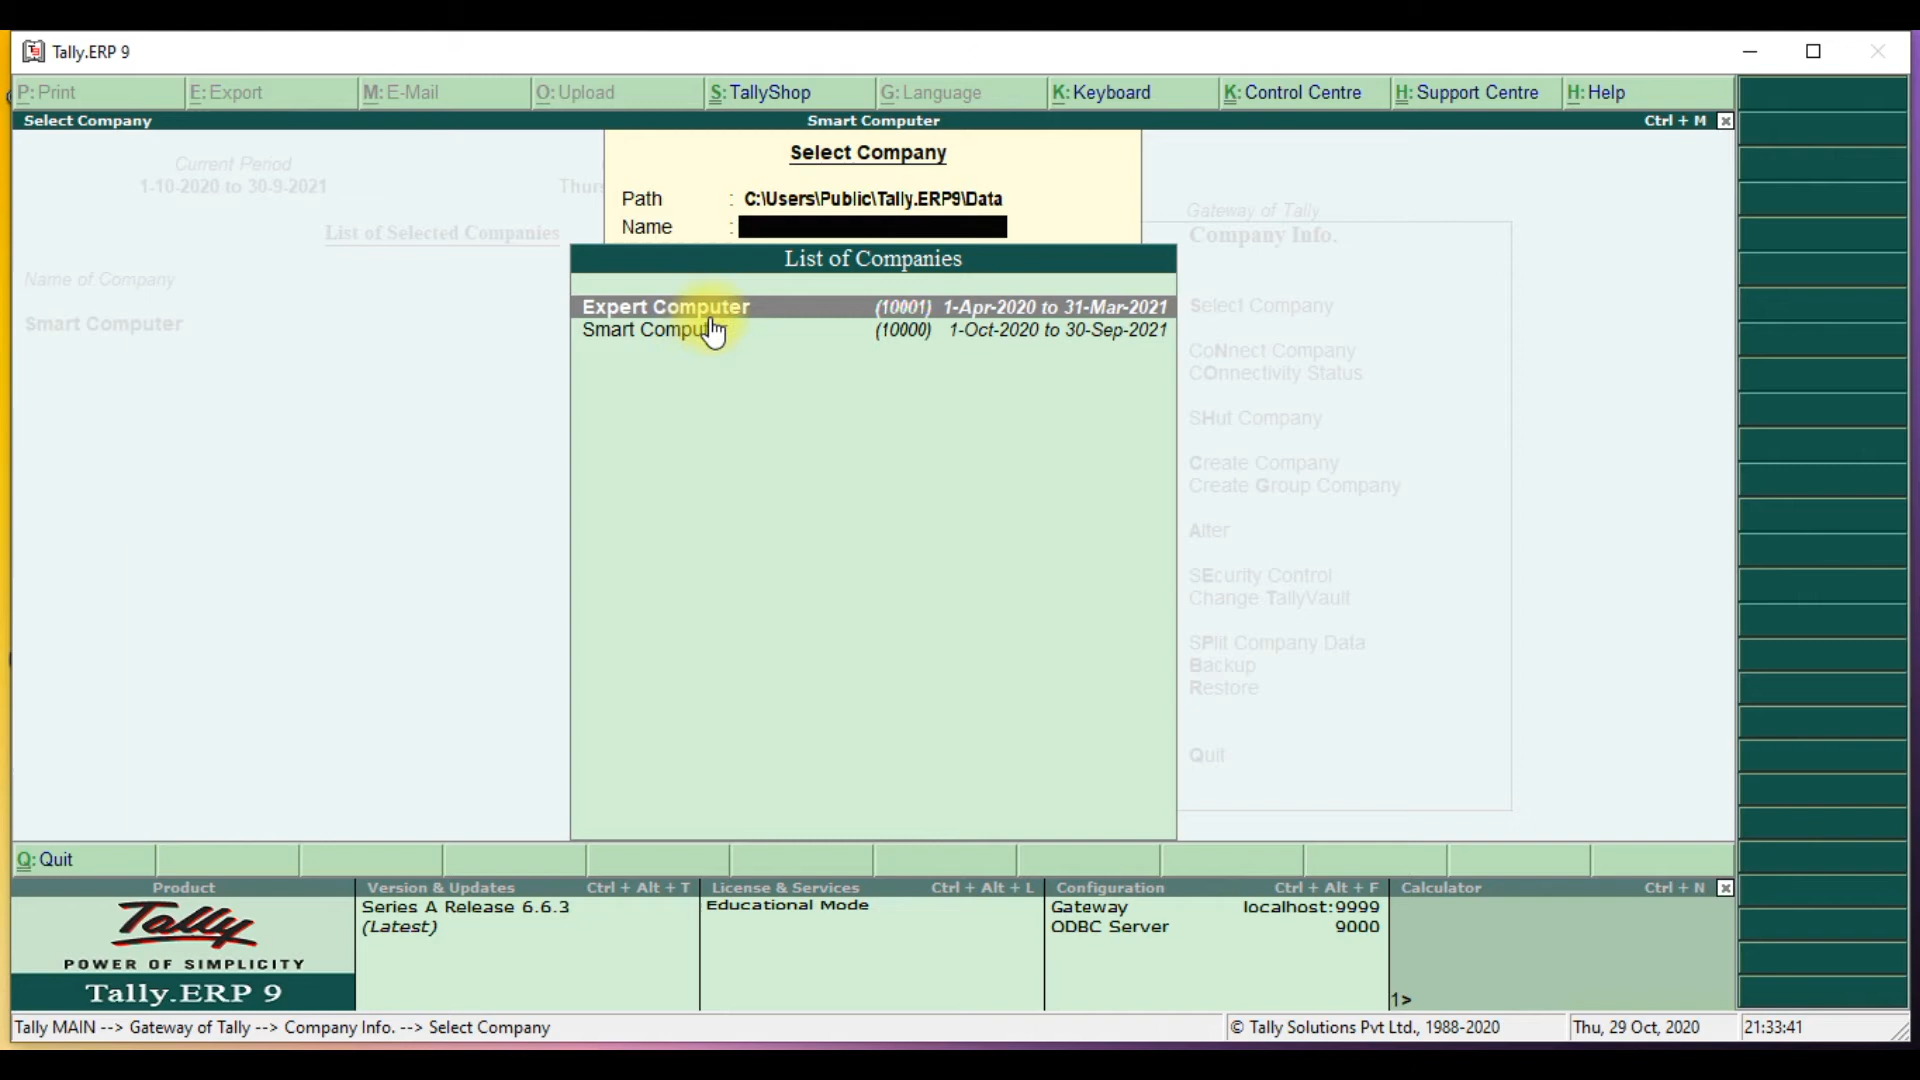 Tally.ERP 9
P: Print E: Export M: E-Mail O: Upload S: TallyShop G: Language K: Keyboard K: Control Centre H: Support Centre H: Help
Select Company Smart Computer Ctrl + M
Select Company
Current Period
1-10-2020 to 30-9-2021
Path : C:\Users\Public\Tally.ERP9\Data
Name :
Gateway of Tally
Company Info.
List of Selected Companies
List of Companies
Name of Company
Smart Computer
Expert Computer (10001) 1-Apr-2020 to 31-Mar-2021
Smart (10000) 1-Oct-2020 to 30-Sep-2021
Select Company
CoNnect Company
COnnectivity Status
SHut Company
Create Company
Create Group Company
Alter
SEcurity Control
Change TallyVault
SPlit Company Data
Backup
Restore
Quit
Q: Quit
Product
Tally
POWER OF SIMPLICITY
Tally.ERP 9
Version & Updates Ctrl + Alt + T
Series A Release 6.6.3
(Latest)
License & Services Ctrl + Alt + L
Educational Mode
Configuration Ctrl + Alt + F
Gateway localhost:9999
ODBC Server 9000
Calculator Ctrl + N
1>
Tally MAIN --> Gateway of Tally --> Company Info. --> Select Company
© Tally Solutions Pvt Ltd., 1988-2020 Thu, 29 Oct, 2020 21:33:41